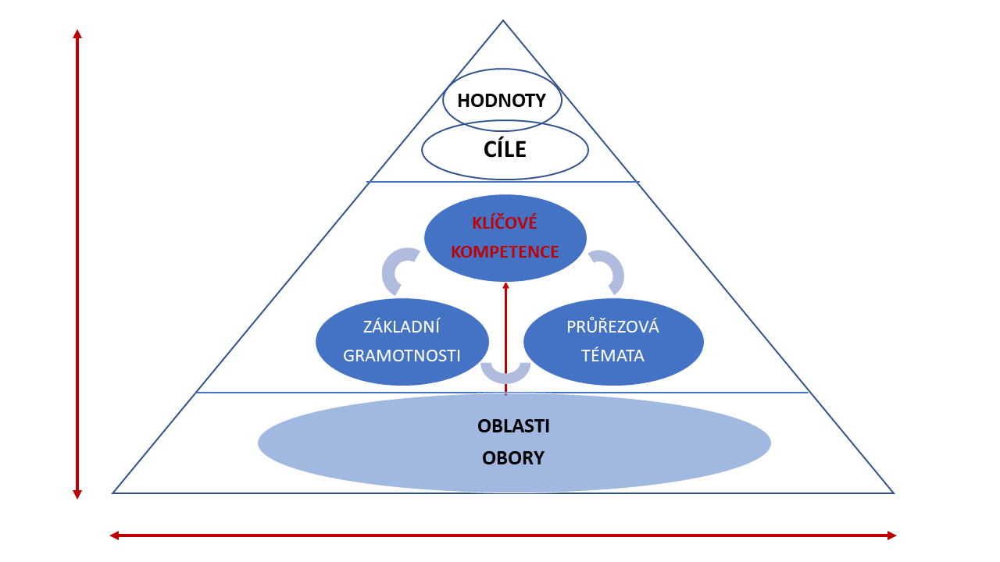 HODNOTY
CÍLE
KLÍČOVÉ
KOMPETENCE
ZÁKLADNÍ
GRAMOTNOSTI
PRŮŘEZOVÁ
TÉMATA
OBLASTI
OBORY